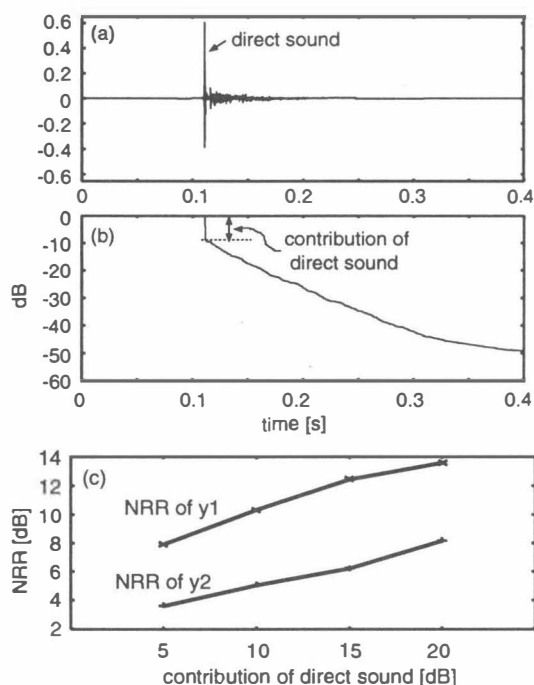 (a)
direct sound
0.6
0.4
0.2
0
-0.2
-0.4
-0.6
0 0.1 0.2 0.3 0.4
(b)
contribution of
direct sound
dB
0
-10
-20
-30
-40
-50
-60
0 0.1 0.2 0.3 0.4
time [s]
(c)
NRR of y1
NRR of y2
NRR [dB]
14
12
10
8
6
4
2
5 10 15 20
contribution of direct sound [dB]